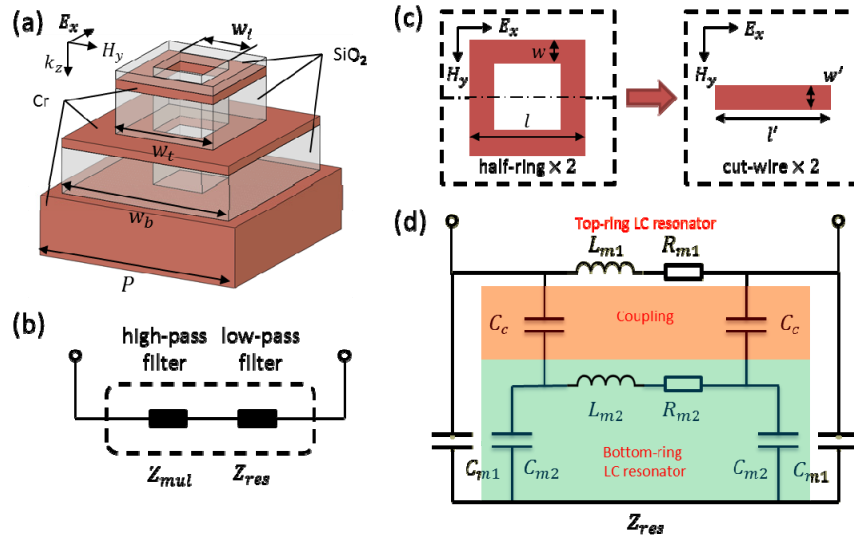 (a)
E_x
H_y
k_z
w_i
SiO_2
Cr
w_t
w_b
P
(b)
high-pass filter
low-pass filter
Z_mul
Z_res
(c)
E_x
H_y
w
l
half-ring × 2
E_x
H_y
w'
l'
cut-wire × 2
(d)
Top-ring LC resonator
L_m1
R_m1
C_c
Coupling
C_c
L_m2
R_m2
C_m1
C_m2
Bottom-ring
LC resonator
C_m2
C_m1
Z_res